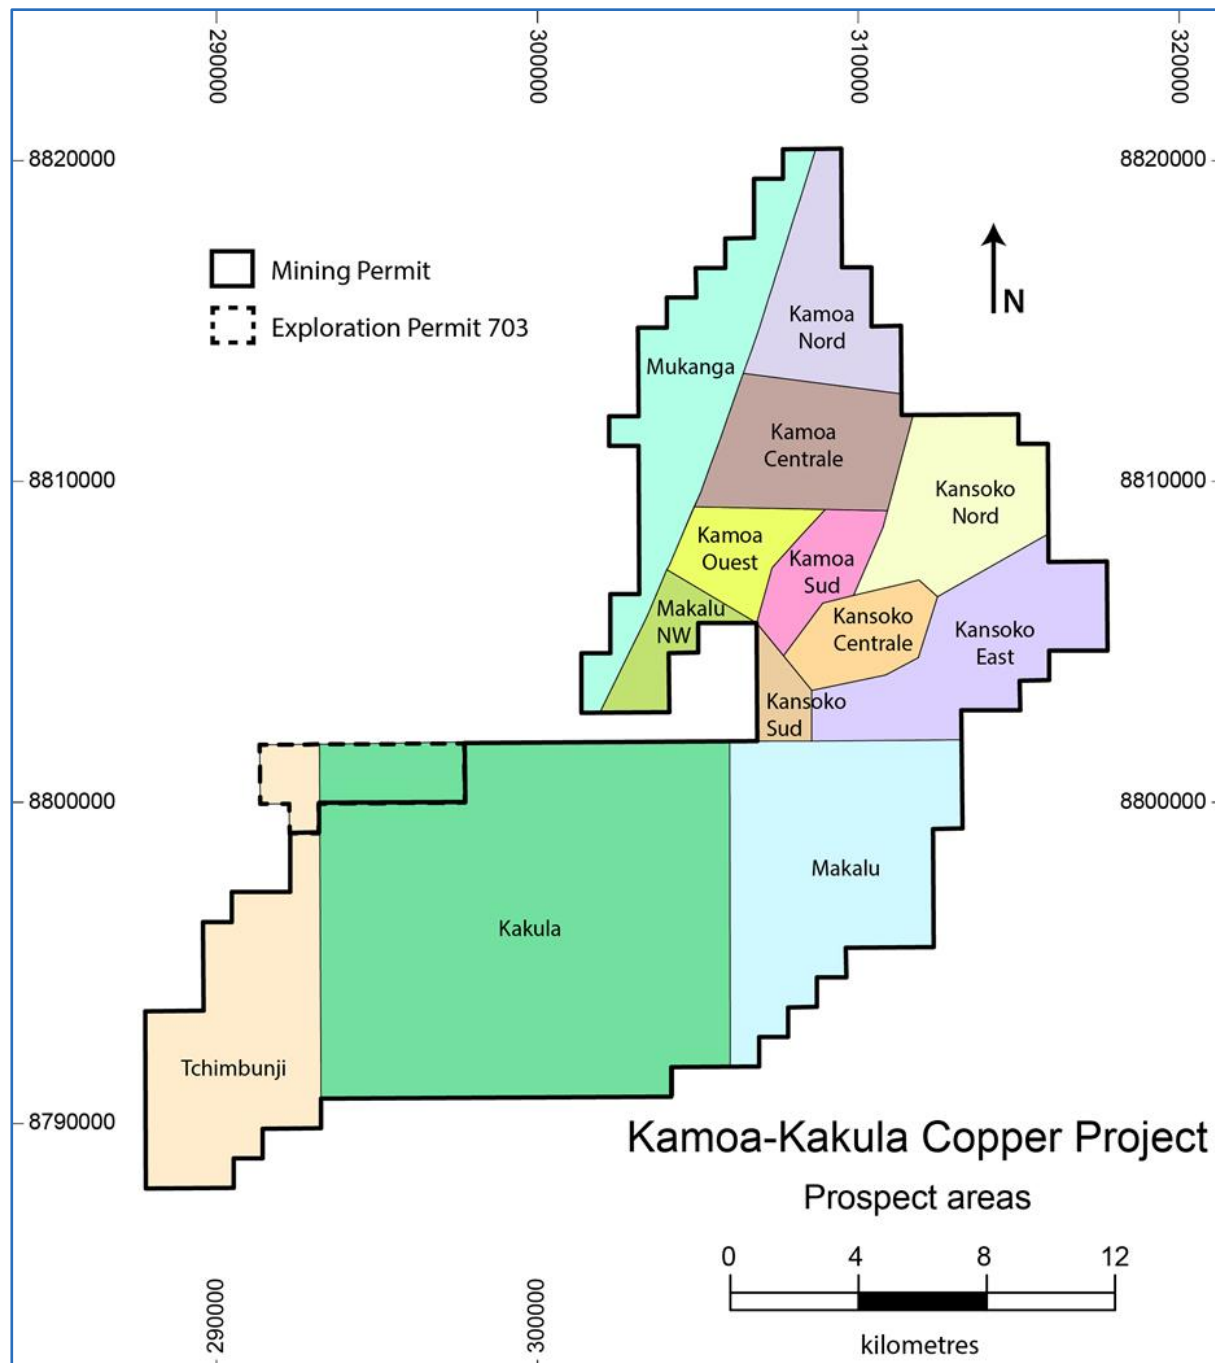 290000
300000
310000
320000
8820000
8820000
Mining Permit
Exploration Permit 703
N
Kamoa
Nord
Mukanga
Kamoa
Centrale
8810000
8810000
Kansoko
Nord
Kamoa
Ouest
Kamoa
Sud
Makalu
NW
Kansoko
Centrale
Kansoko
East
Kansoko
Sud
8800000
8800000
Makalu
Kakula
Tchimbunji
8790000
Kamoa-Kakula Copper Project
Prospect areas
0 4 8 12
kilometres
290000
300000